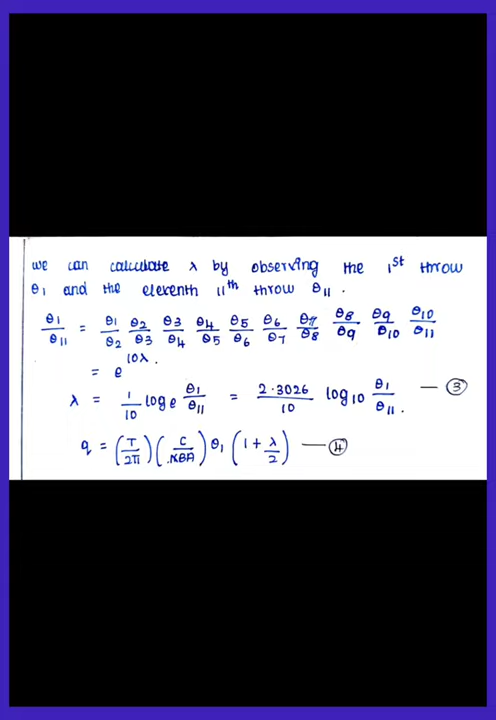 we can calculate λ by observing the 1st throw
θ1 and the eleventh 11th throw θ11.
θ1/θ11 = θ1/θ2 θ2/θ3 θ3/θ4 θ4/θ5 θ5/θ6 θ6/θ7 θ7/θ8 θ8/θ9 θ9/θ10 θ10/θ11
= e^10λ.
λ = 1/10 loge θ1/θ11 = 2.3026/10 log10 θ1/θ11. — ③
q = (T/2π) (C/NBA) θ1 (1 + λ/2) — ④